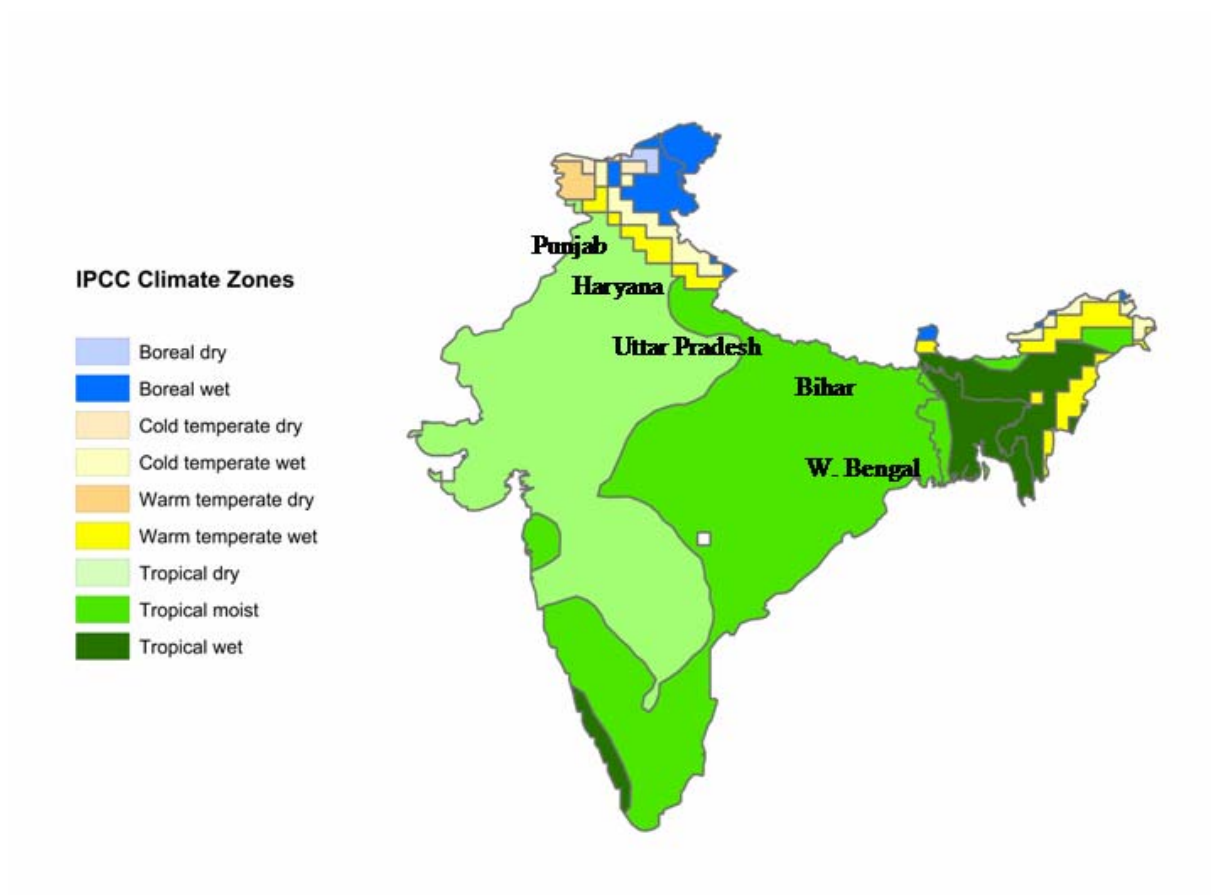 IPCC Climate Zones
Boreal dry
Boreal wet
Cold temperate dry
Cold temperate wet
Warm temperate dry
Warm temperate wet
Tropical dry
Tropical moist
Tropical wet
Punjab
Haryana
Uttar Pradesh
Bihar
W. Bengal